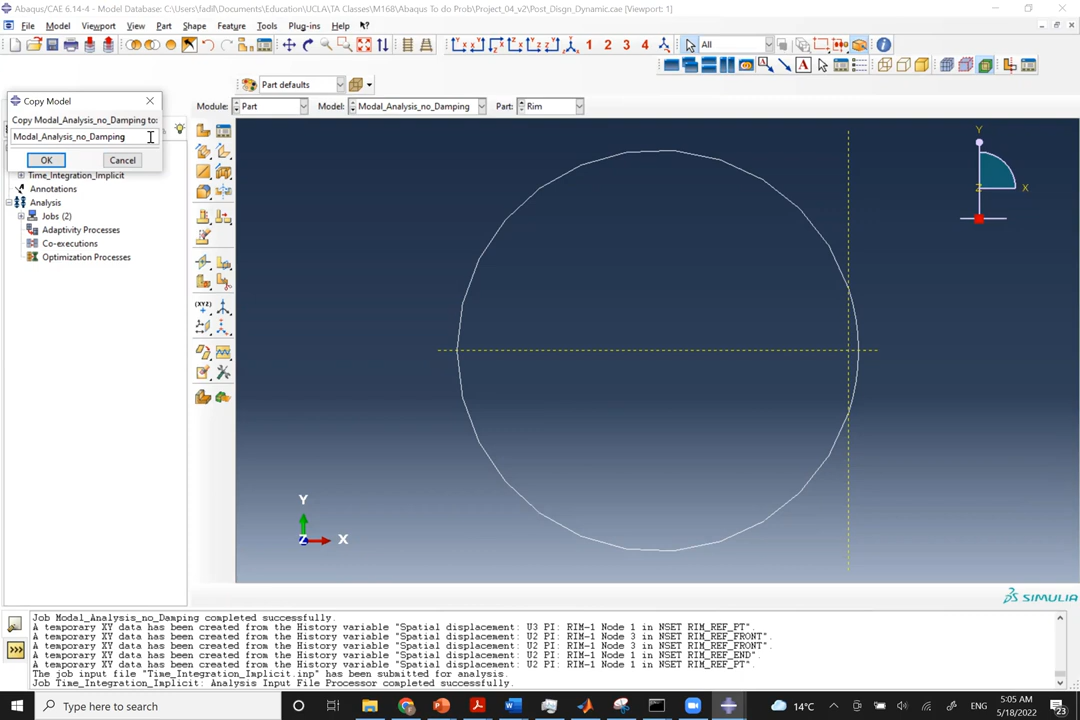 Abaqus/CAE 6.14-4 - Model Database: C:\Users\fadil\Documents\Education\UCLA\TA Classes\M168\Abaqus To do Prob\Project_04_v2\Post_Disgn_Dynamic.cae [Viewport: 1]
File Model Viewport View Part Shape Feature Tools Plug-ins Help
1 2 3 4 All
Part defaults
Copy Model
Module: Part Model: Modal_Analysis_no_Damping Part: Rim
Copy Modal_Analysis_no_Damping to:
Modal_Analysis_no_Damping
OK Cancel
Time_Integration_Implicit
Annotations
Analysis
Jobs (2)
Adaptivity Processes
Co-executions
Optimization Processes
Y
Z
X
Y
Z
X
SIMULIA
Job Modal_Analysis_no_Damping completed successfully.
A temporary XY data has been created from the History variable "Spatial displacement: U3 PI: RIM-1 Node 1 in NSET RIM_REF_PT".
A temporary XY data has been created from the History variable "Spatial displacement: U2 PI: RIM-1 Node 3 in NSET RIM_REF_FRONT".
A temporary XY data has been created from the History variable "Spatial displacement: U2 PI: RIM-1 Node 3 in NSET RIM_REF_FRONT".
A temporary XY data has been created from the History variable "Spatial displacement: U2 PI: RIM-1 Node 2 in NSET RIM_REF_END".
A temporary XY data has been created from the History variable "Spatial displacement: U2 PI: RIM-1 Node 1 in NSET RIM_REF_PT".
The job input file "Time_Integration_Implicit.inp" has been submitted for analysis.
Job Time_Integration_Implicit: Analysis Input File Processor completed successfully.
Type here to search
14°C
5:05 AM
5/18/2022